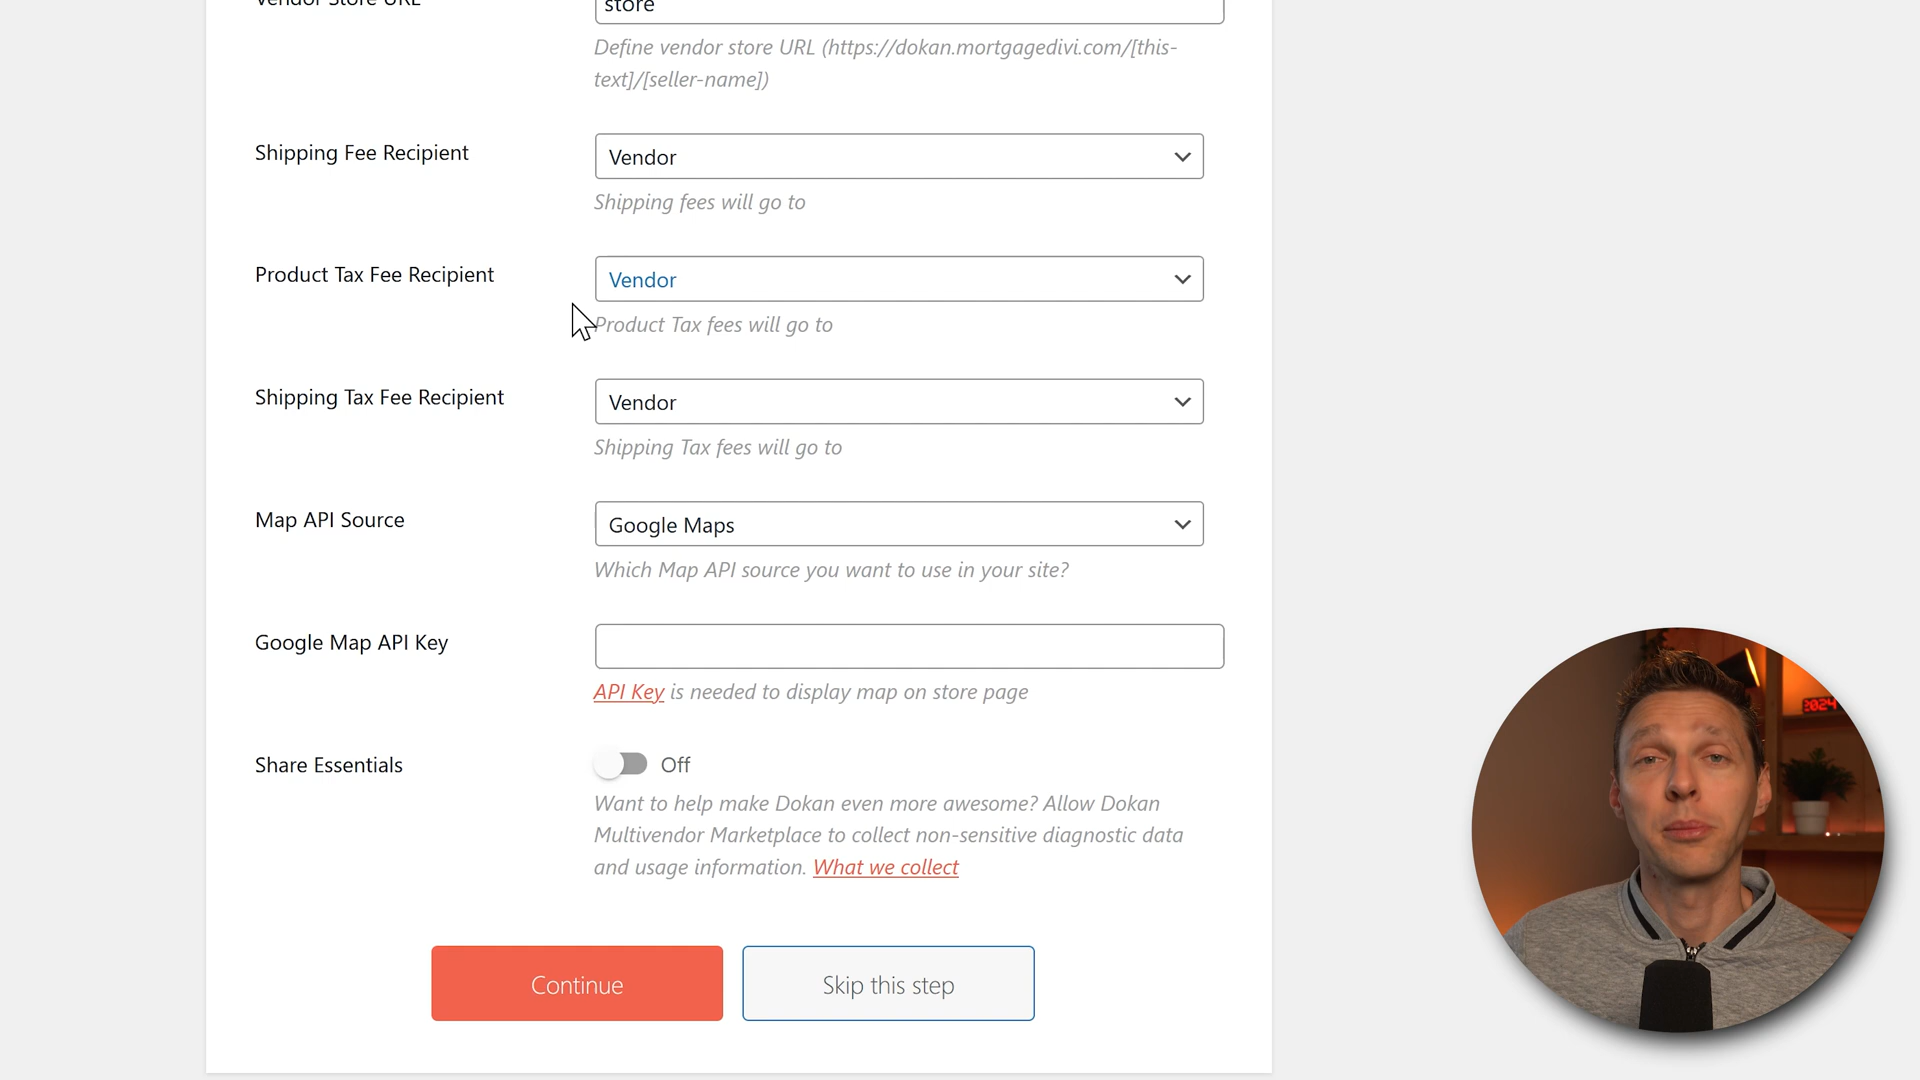 Vendor Store URL
store
Define vendor store URL (https://dokan.mortgagedivi.com/[this-
text]/[seller-name])
Shipping Fee Recipient
Vendor
Shipping fees will go to
Product Tax Fee Recipient
Vendor
Product Tax fees will go to
Shipping Tax Fee Recipient
Vendor
Shipping Tax fees will go to
Map API Source
Google Maps
Which Map API source you want to use in your site?
Google Map API Key
API Key is needed to display map on store page
Share Essentials
Off
Want to help make Dokan even more awesome? Allow Dokan
Multivendor Marketplace to collect non-sensitive diagnostic data
and usage information. What we collect
Continue
Skip this step
2024